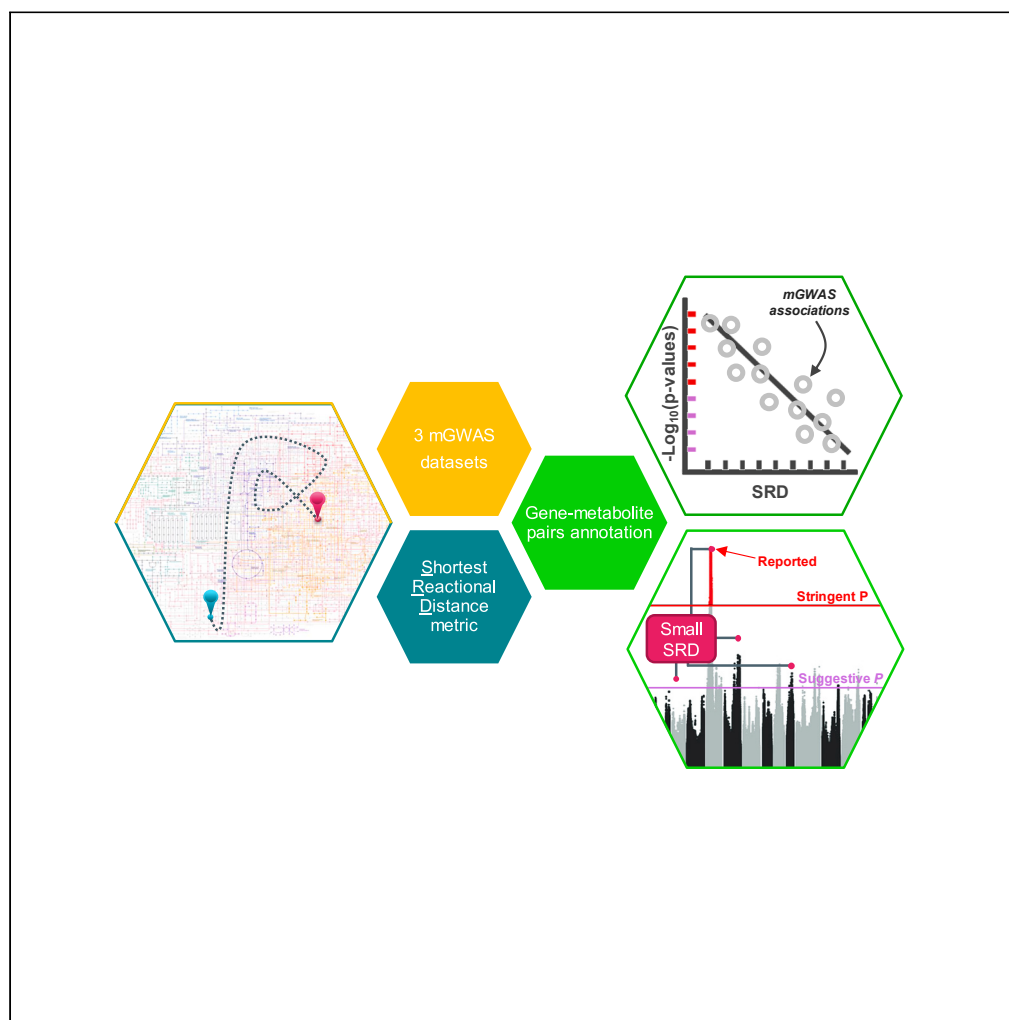 3 mGWAS
datasets
Shortest
Reactional
Distance
metric
Gene-metabolite
pairs annotation
mGWAS
associations
-Log10(p-values)
SRD
Reported
Stringent P
Small
SRD
Suggestive P